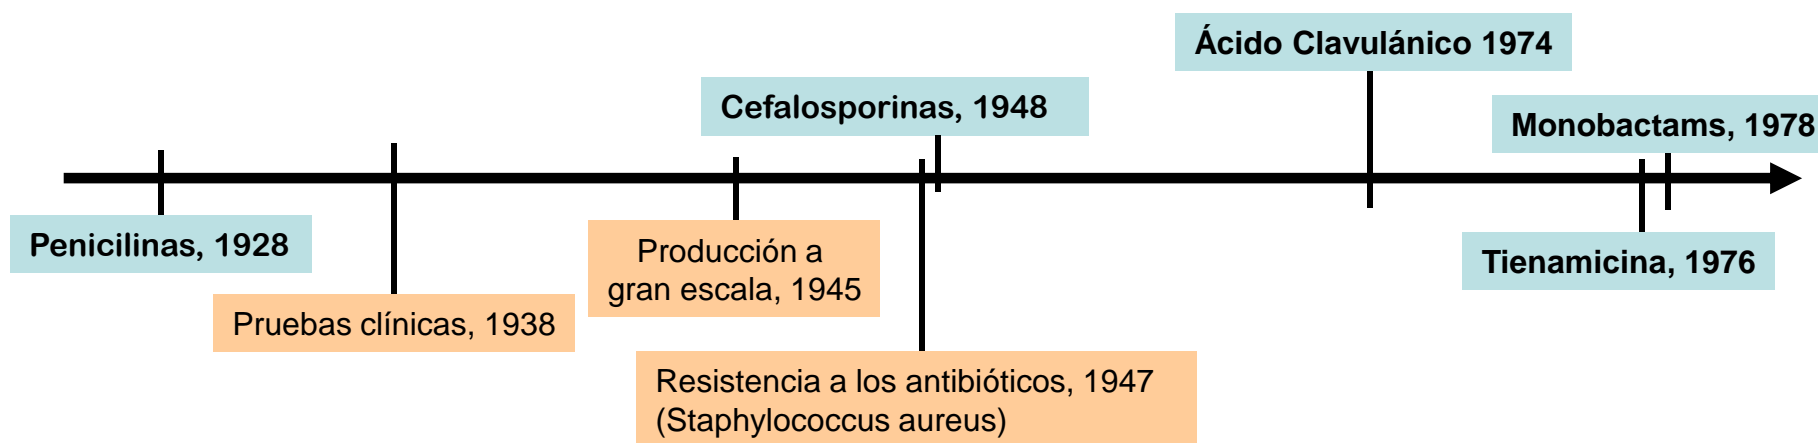 Ácido Clavulánico 1974
Cefalosporinas, 1948
Monobactams, 1978
Penicilinas, 1928
Producción a
gran escala, 1945
Tienamicina, 1976
Pruebas clínicas, 1938
Resistencia a los antibióticos, 1947
(Staphylococcus aureus)